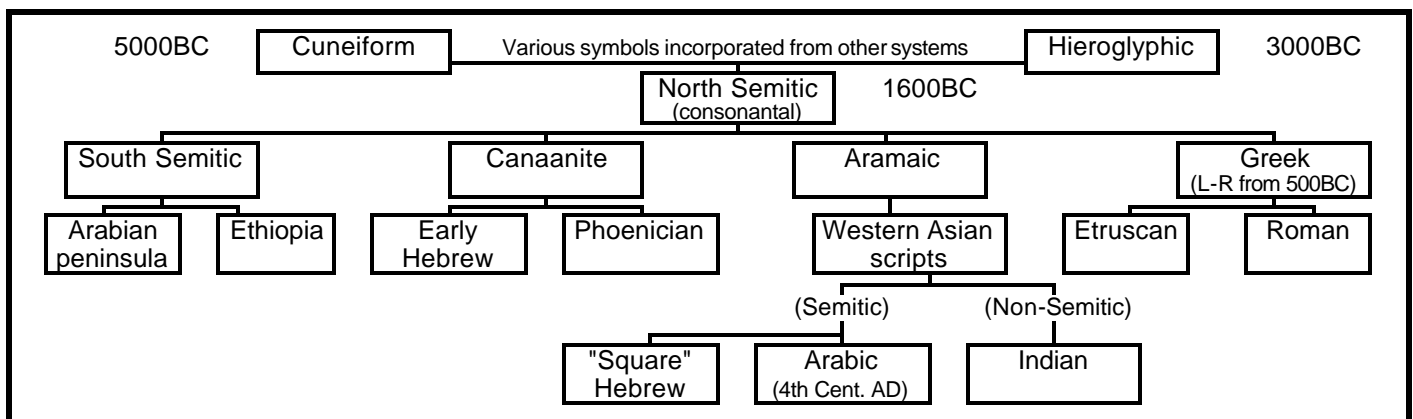 5000BC Cuneiform Various symbols incorporated from other systems Hieroglyphic 3000BC
North Semitic 1600BC
(consonantal)
South Semitic Canaanite Aramaic Greek
(L-R from 500BC)
Arabian Ethiopia Early Phoenician Western Asian Etruscan Roman
peninsula Hebrew scripts
(Semitic) (Non-Semitic)
"Square" Arabic Indian
Hebrew (4th Cent. AD)